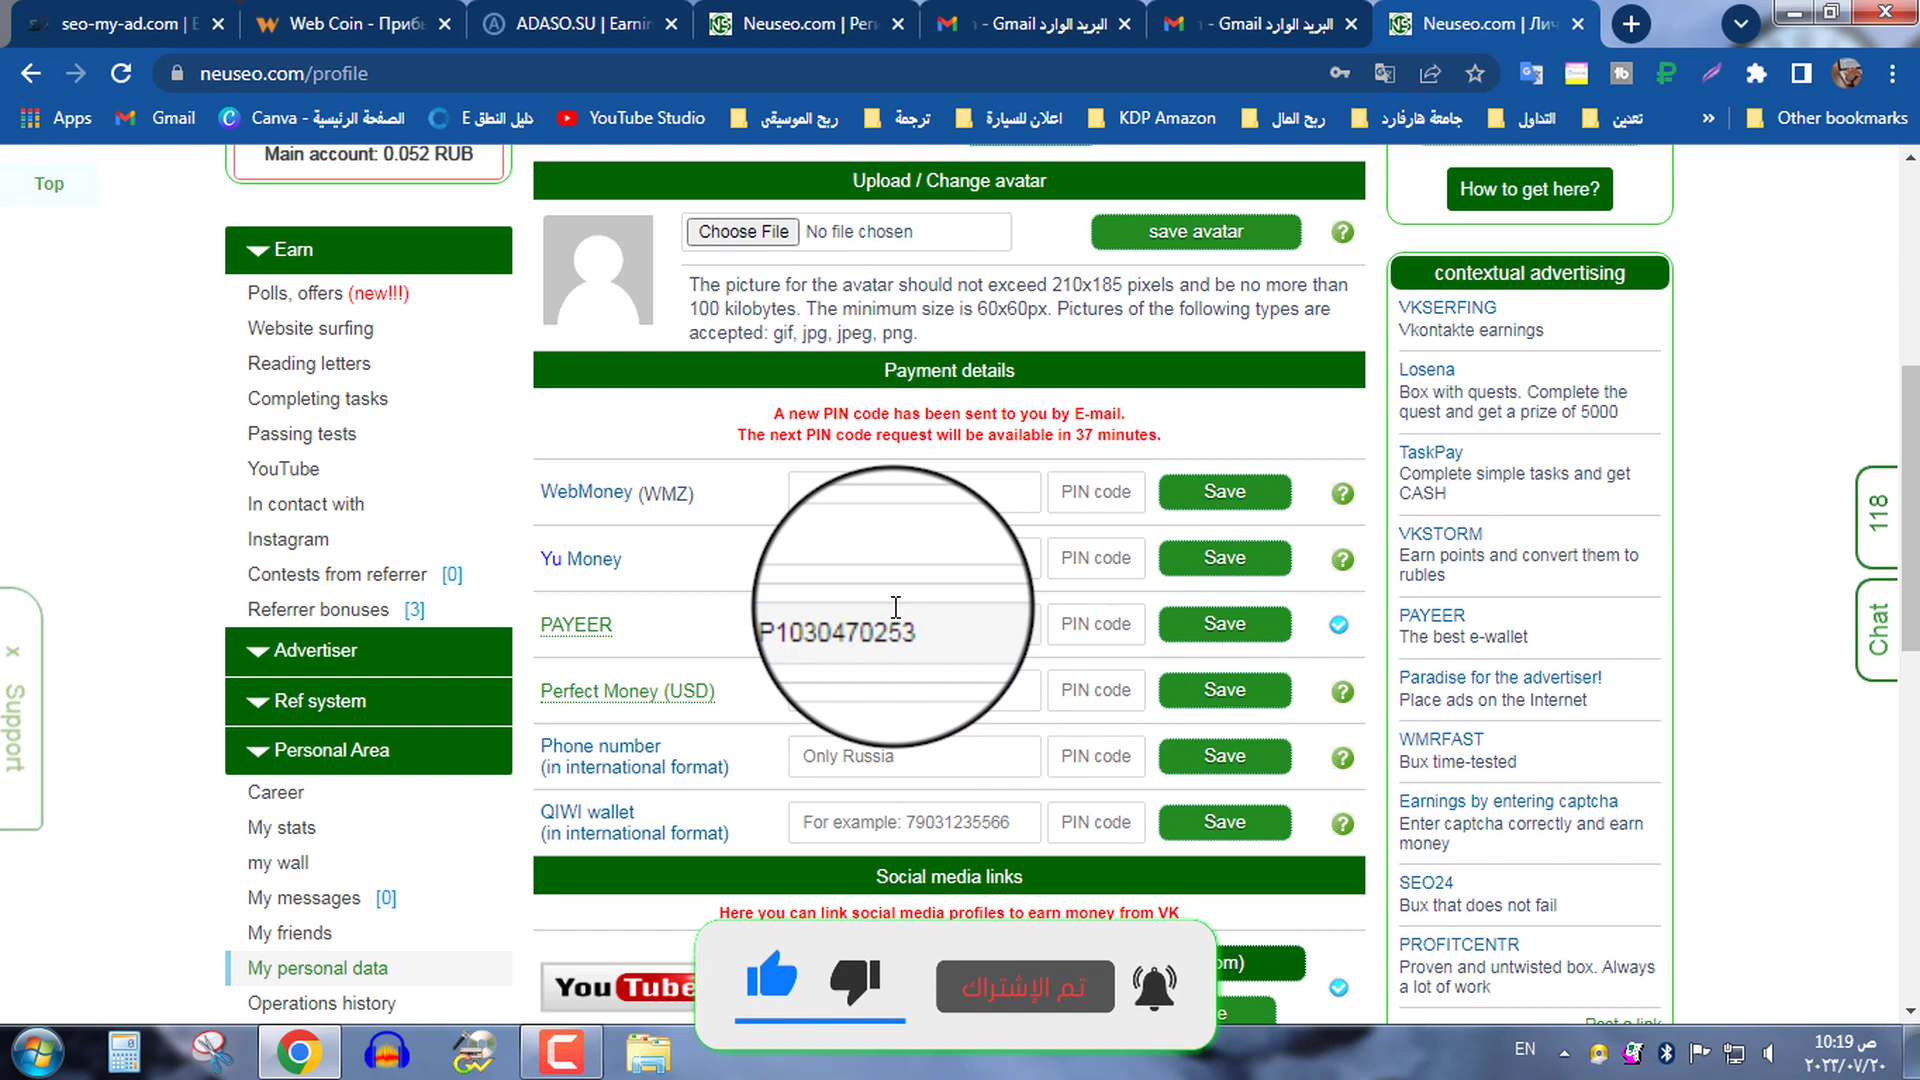 seo-my-ad.com | E
Web Coin - Приб
ADASO.SU | Earni
Neuseo.com | Рег
البريد الوارد - Gmail
البريد الوارد - Gmail
Neuseo.com | Лич
neuseo.com/profile
Apps
Gmail
Canva - الصفحة الرئيسية
دليل النطق E
YouTube Studio
ربح الموسيقى
ترجمة
اعلان للسيارة
KDP Amazon
ربح المال
جامعة هارفارد
التداول
تعدين
»
Other bookmarks
Main account: 0.052 RUB
Top
Earn
Polls, offers (new!!!)
Website surfing
Reading letters
Completing tasks
Passing tests
YouTube
In contact with
Instagram
Contests from referrer [0]
Referrer bonuses [3]
Advertiser
Ref system
Personal Area
Career
My stats
my wall
My messages [0]
My friends
My personal data
Operations history
x Support
Upload / Change avatar
Choose File No file chosen
save avatar
The picture for the avatar should not exceed 210x185 pixels and be no more than
100 kilobytes. The minimum size is 60x60px. Pictures of the following types are
accepted: gif, jpg, jpeg, png.
Payment details
A new PIN code has been sent to you by E-mail.
The next PIN code request will be available in 37 minutes.
WebMoney (WMZ) PIN code Save
Yu Money PIN code Save
PAYEER P1030470253 PIN code Save
Perfect Money (USD) PIN code Save
Phone number
(in international format)
Only Russia PIN code Save
QIWI wallet
(in international format)
For example: 79031235566 PIN code Save
Social media links
Here you can link social media profiles to earn money from VK
YouTube
om)
e
تم الإشتراك
How to get here?
contextual advertising
VKSERFING
Vkontakte earnings
Losena
Box with quests. Complete the
quest and get a prize of 5000
TaskPay
Complete simple tasks and get
CASH
VKSTORM
Earn points and convert them to
rubles
PAYEER
The best e-wallet
Paradise for the advertiser!
Place ads on the Internet
WMRFAST
Bux time-tested
Earnings by entering captcha
Enter captcha correctly and earn
money
SEO24
Bux that does not fail
PROFITCENTR
Proven and untwisted box. Always
a lot of work
Post a link
118
Chat
EN
10:19 ص
٢٠٢٣/٠٧/٢٠